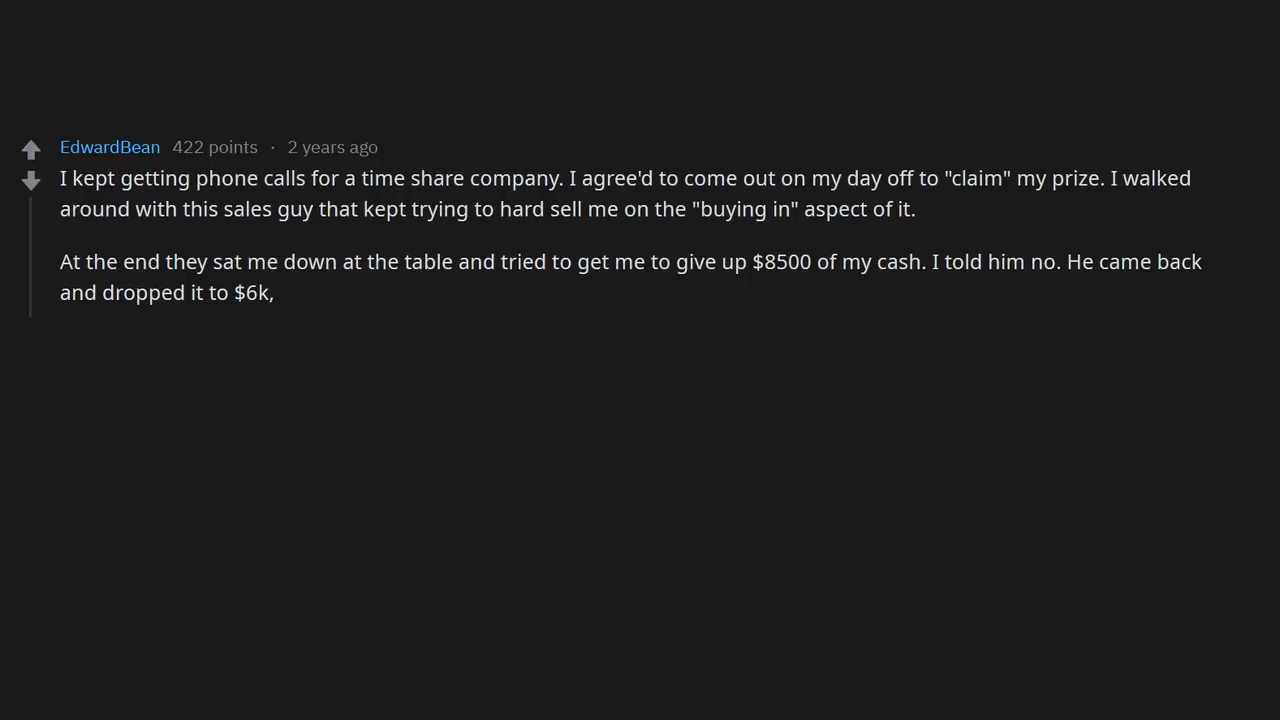 EdwardBean 422 points · 2 years ago
I kept getting phone calls for a time share company. I agree'd to come out on my day off to "claim" my prize. I walked
around with this sales guy that kept trying to hard sell me on the "buying in" aspect of it.
At the end they sat me down at the table and tried to get me to give up $8500 of my cash. I told him no. He came back
and dropped it to $6k,